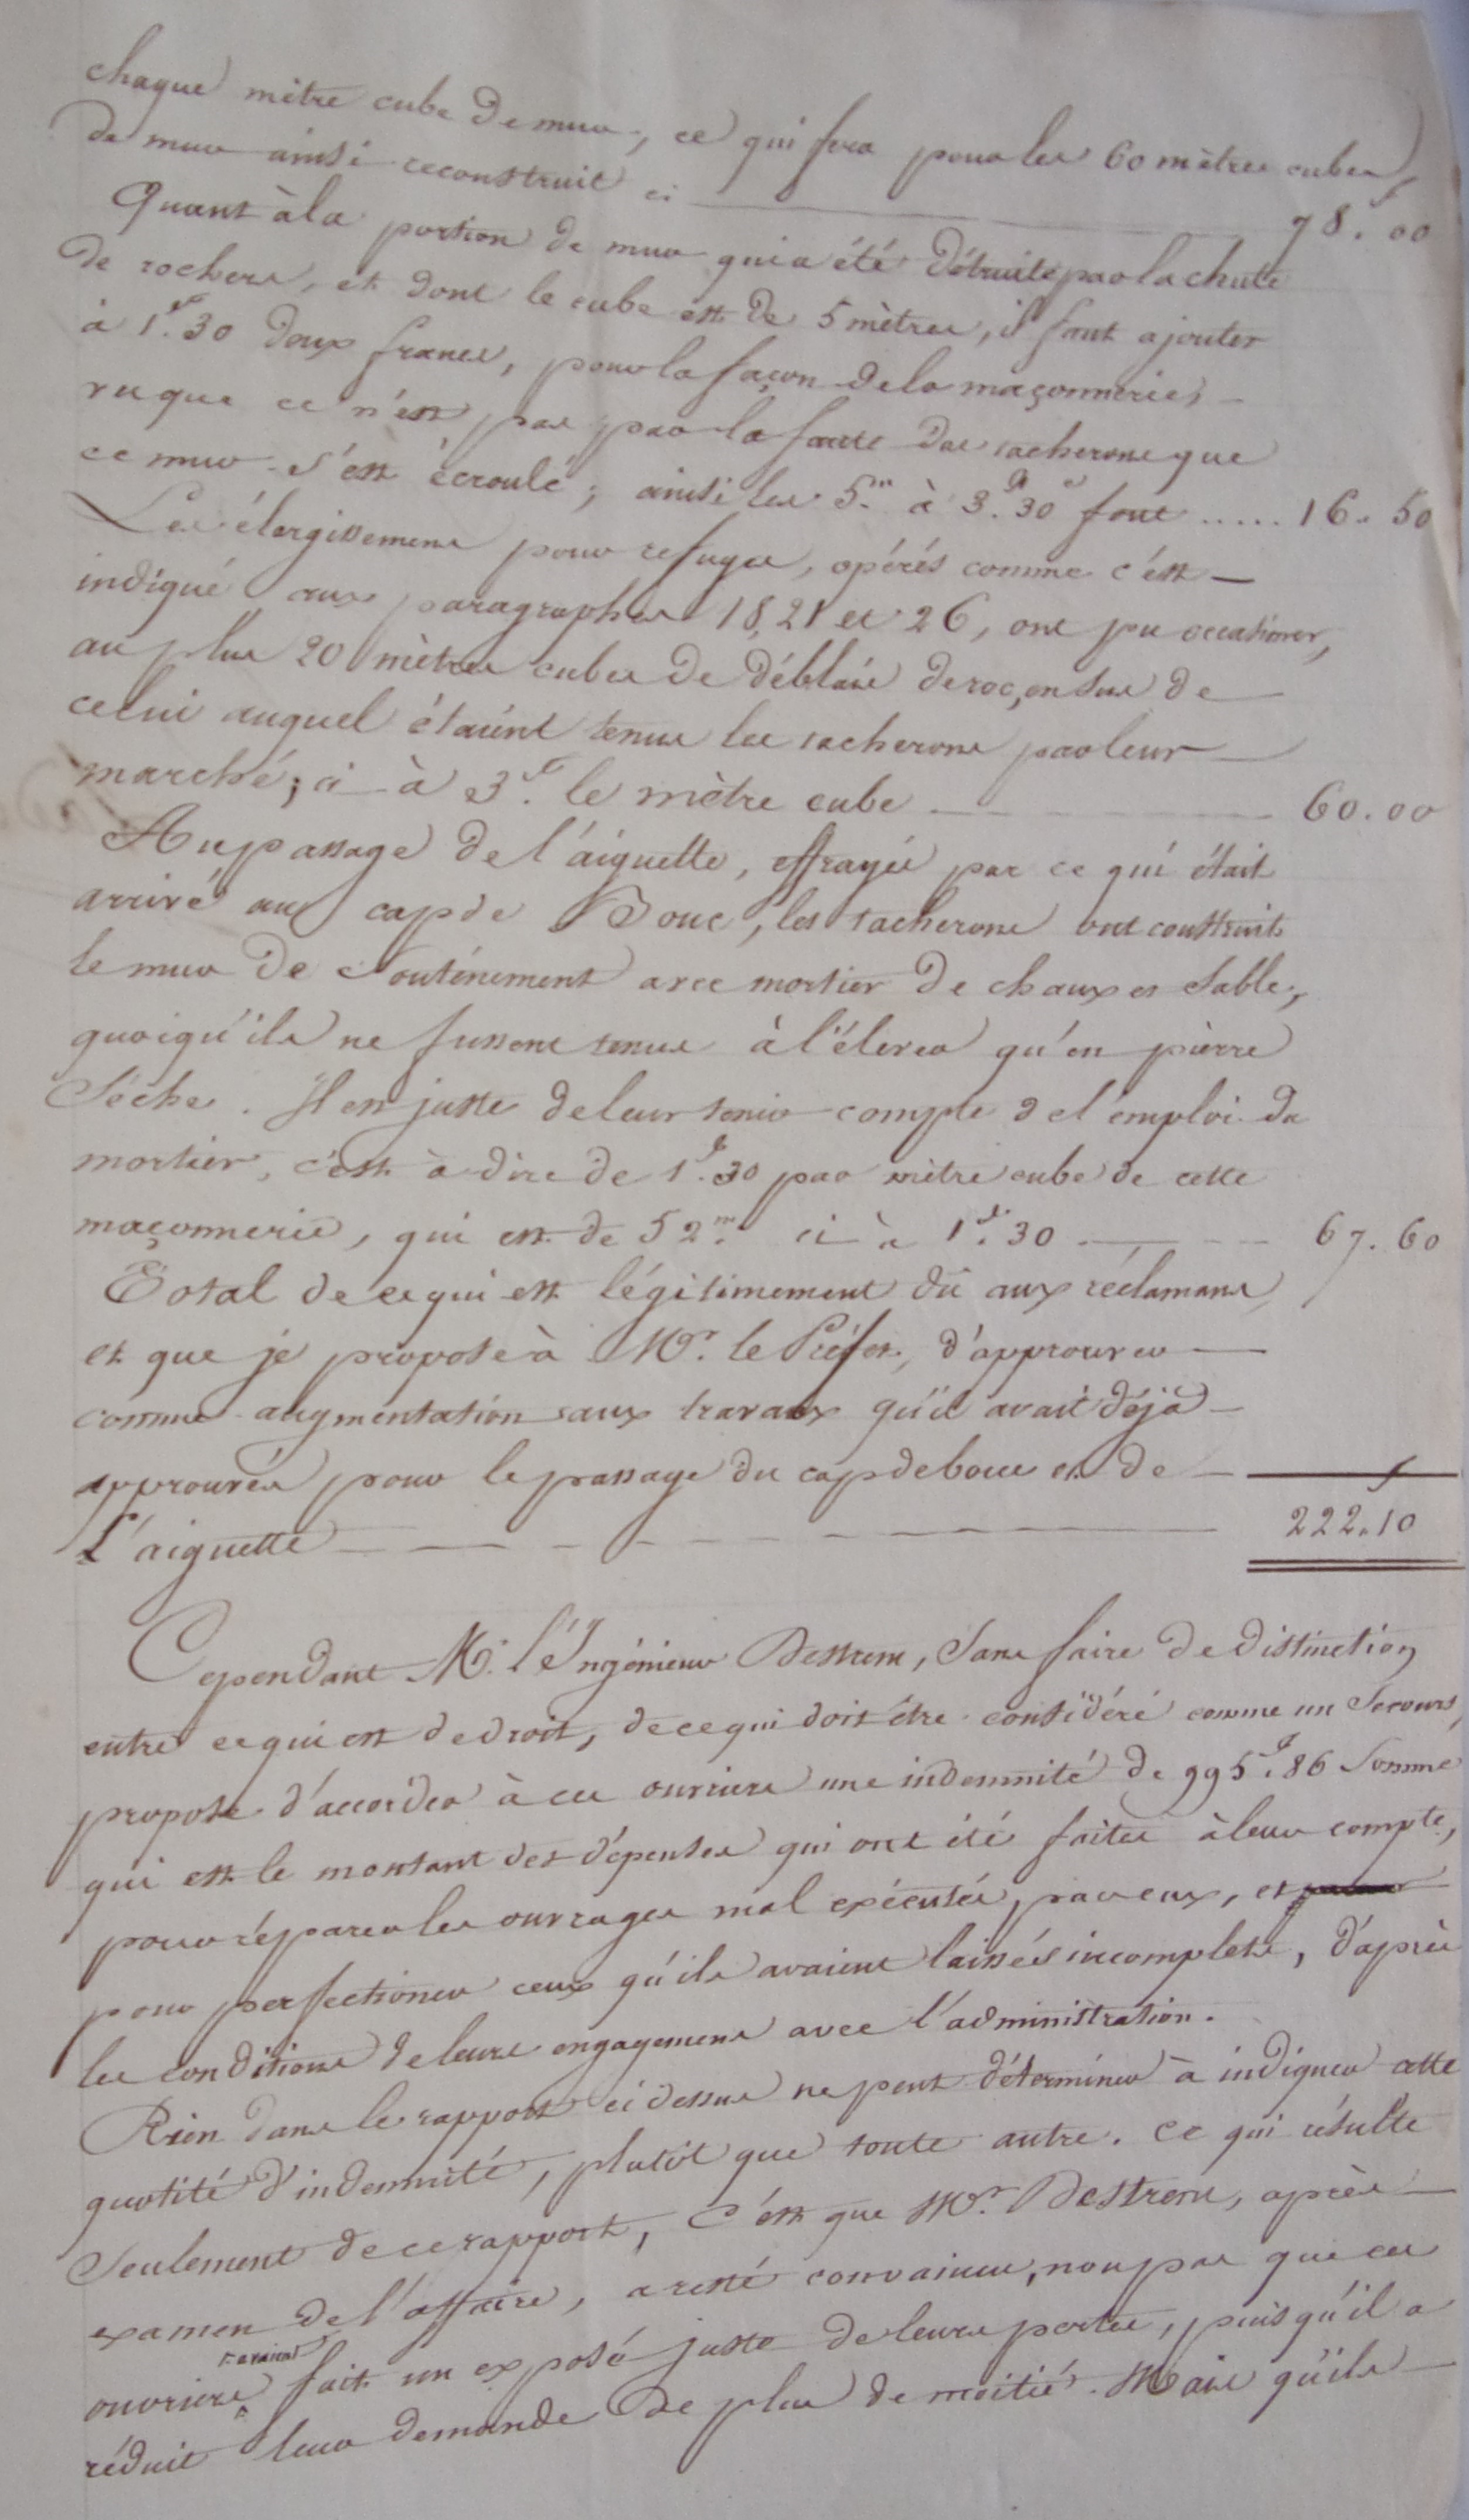 chaque mètre cube de mur, ce qui fera pour les 60 mètres cubes
de mur ainsi reconstruit ci 78.f 00
Quant à la portion de mur qui a été détruite par la chute
de rochers, et dont le cube est de 5 mètres, il faut ajouter
à 1.f 30 deux francs, pour la façon de la maçonnerie,
vu que ce n'est pas par la faute des tacherons que
ce mur s'est écroulé; ainsi les 5.m à 3.f 30c font ..... 16. 50
Les élargissemens pour refuges, opérés comme c'est
indiqué aux paragraphes 18, 21 et 26, ont pu occationer,
au plus 20 mètres cubes de déblais de roc, en sus de
celui auquel étaient tenus les tacherons par leur
marché; ci à 3.f le mètre cube 60.00
Au passage de l'aiguette, effrayés par ce qui était
arrivé au cap de Bouc, les tacherons ont construit
le mur de soutènement avec mortier de chaux et sable,
quoiqu'ils ne fussent tenus à l'élever qu'en pierre
sèche. Il est juste de leur tenir compte de l'emploi du
mortier, c'est à dire de 1.f 30 par mètre cube de cette
maçonnerie, qui est de 52.m ci à 1.f 30 67.60
Total de ce qui est légitimement dû aux réclamans
et que je propose à Mr. le Préfet, d'approuver
comme augmentation aux travaux qu'il avait déjà
approuvés pour le passage du cap de bouc et de
L'aiguette 222.f 10
Cependant M. l'Ingénieur Destrem, sans faire de distinction
entre ce qui est de droit, de ce qui doit être considéré comme un secours,
propose d'accorder à ces ouvriers une indemnité de 995.f 86 somme
qui est le montant des dépenses qui ont été faites à leur compte,
pour réparer les ouvrages mal exécutés, par eux, et
pour perfectioner ceux qu'ils avaient laissés incomplets, d'après
les conditions de leurs engagemens avec l'administration.
Rien dans le rapport ci dessus ne peut déterminer à indiquer cette
quotité d'indemnité, plutôt que toute autre. Ce qui résulte
seulement de ce rapport, c'est que Mr. Destrem, après
examen de l'affaire, a resté convaincu, non pas que ces
ouvriers avaient fait un exposé juste de leurs pertes, puisqu'il a
réduit leur demande de plus de moitié. Mais qu'ils